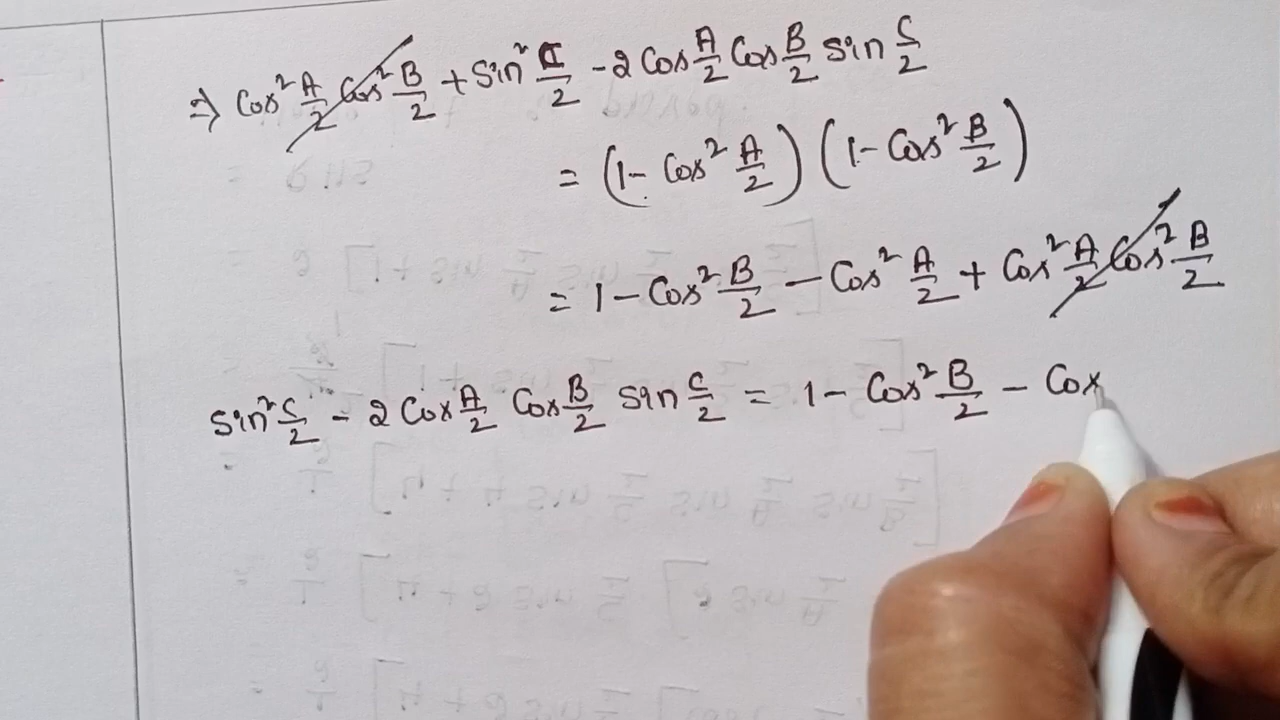 ⇒ Cos² A/2 Cos² B/2 + Sin² C/2 - 2 Cos A/2 Cos B/2 Sin C/2
= (1 - Cos² A/2) (1 - Cos² B/2)
= 1 - Cos² B/2 - Cos² A/2 + Cos² A/2 Cos² B/2
Sin² C/2 - 2 Cos A/2 Cos B/2 Sin C/2 = 1 - Cos² B/2 - Cos